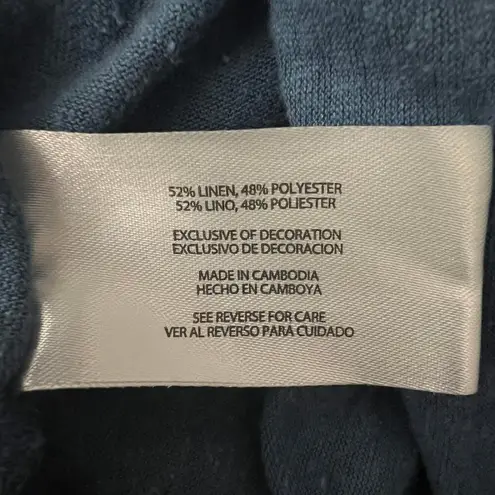 52% LINEN, 48% POLYESTER
52% LINO, 48% POLIESTER
EXCLUSIVE OF DECORATION
EXCLUSIVO DE DECORACION
MADE IN CAMBODIA
HECHO EN CAMBOYA
SEE REVERSE FOR CARE
VER AL REVERSO PARA CUIDADO